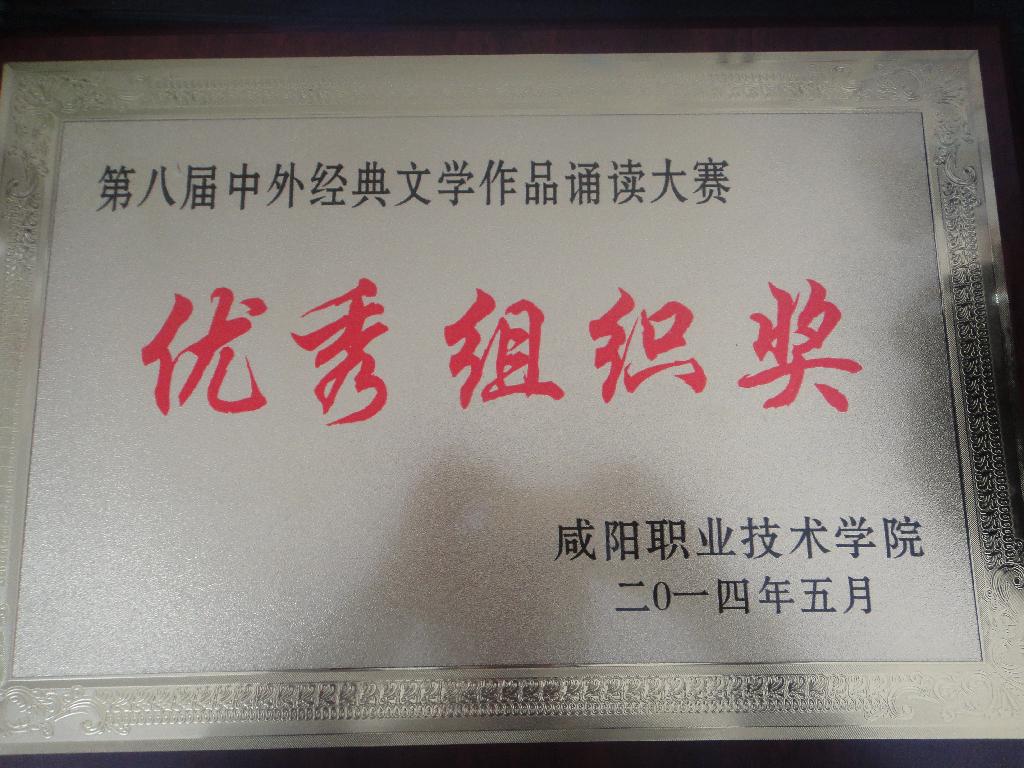 第八届中外经典文学作品诵读大赛
优秀组织奖
咸阳职业技术学院
二0一四年五月